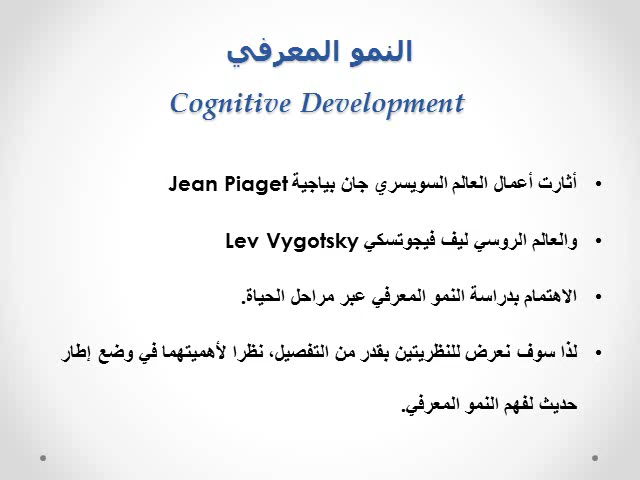 النمو المعرفي
Cognitive Development
• أثارت أعمال العالم السويسري جان بياجية Jean Piaget
• والعالم الروسي ليف فيجوتسكي Lev Vygotsky
• الاهتمام بدراسة النمو المعرفي عبر مراحل الحياة.
• لذا سوف نعرض للنظريتين بقدر من التفصيل، نظرا لأهميتهما في وضع إطار
حديث لفهم النمو المعرفي.